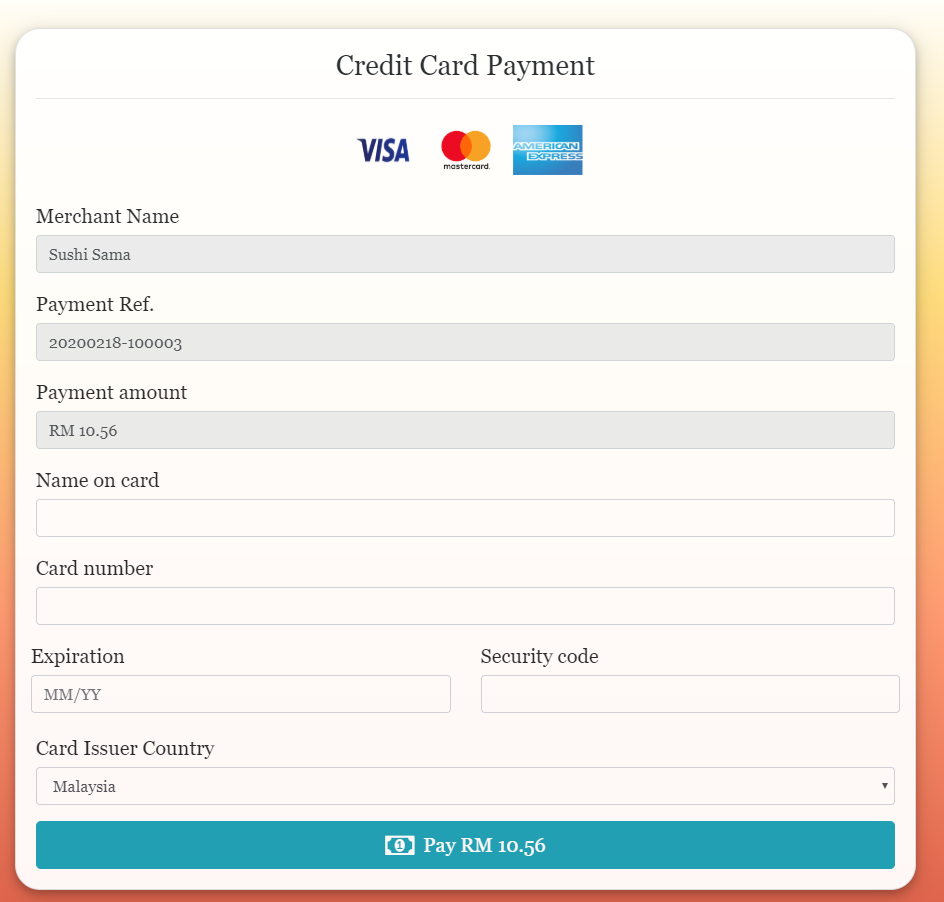 Credit Card Payment
VISA mastercard. AMERICAN EXPRESS
Merchant Name
Sushi Sama
Payment Ref.
20200218-100003
Payment amount
RM 10.56
Name on card
Card number
Expiration Security code
MM/YY
Card Issuer Country
Malaysia
1 Pay RM 10.56